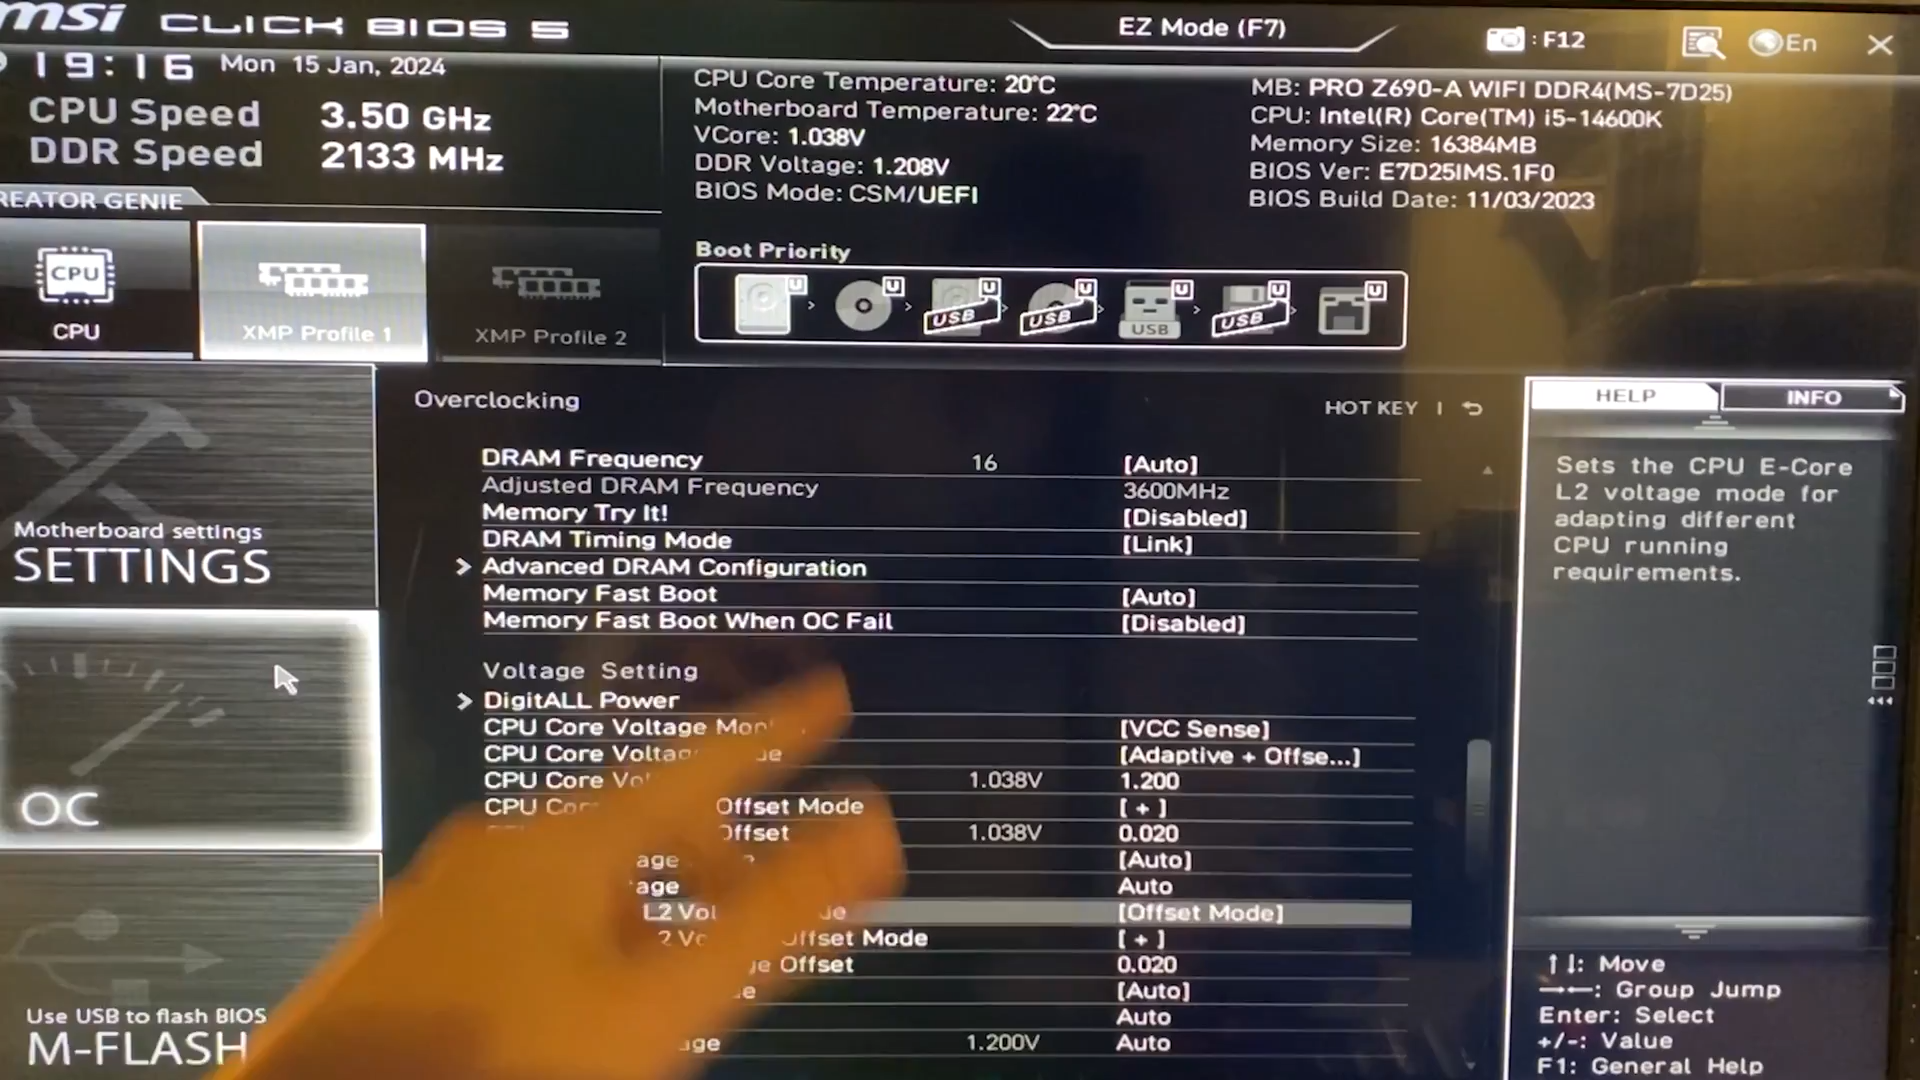 msi CLICK BIOS 5
EZ Mode (F7)
: F12
En
19:16 Mon 15 Jan, 2024
CPU Speed 3.50 GHz
DDR Speed 2133 MHz
CPU Core Temperature: 20°C
Motherboard Temperature: 22°C
VCore: 1.038V
DDR Voltage: 1.208V
BIOS Mode: CSM/UEFI
MB: PRO Z690-A WIFI DDR4(MS-7D25)
CPU: Intel(R) Core(TM) i5-14600K
Memory Size: 16384MB
BIOS Ver: E7D25IMS.1F0
BIOS Build Date: 11/03/2023
REATOR GENIE
CPU
CPU
XMP Profile 1
XMP Profile 2
Boot Priority
U U U U U U U
USB USB USB USB
Motherboard settings
SETTINGS
OC
Use USB to flash BIOS
M-FLASH
Overclocking
HOT KEY |
DRAM Frequency 16 [Auto]
Adjusted DRAM Frequency 3600MHz
Memory Try It! [Disabled]
DRAM Timing Mode [Link]
> Advanced DRAM Configuration
Memory Fast Boot [Auto]
Memory Fast Boot When OC Fail [Disabled]
Voltage Setting
> DigitALL Power
CPU Core Voltage [VCC Sense]
CPU Core [Adaptive + Offse...]
CPU Core 1.038V 1.200
CPU Offset Mode [ + ]
Offset 1.038V 0.020
[Auto]
Auto
L2 [Offset Mode]
Offset Mode [ + ]
Offset 0.020
[Auto]
Auto
1.200V Auto
HELP
INFO
Sets the CPU E-Core
L2 voltage mode for
adapting different
CPU running
requirements.
↑↓: Move
→←: Group Jump
Enter: Select
+/-: Value
F1: General Help